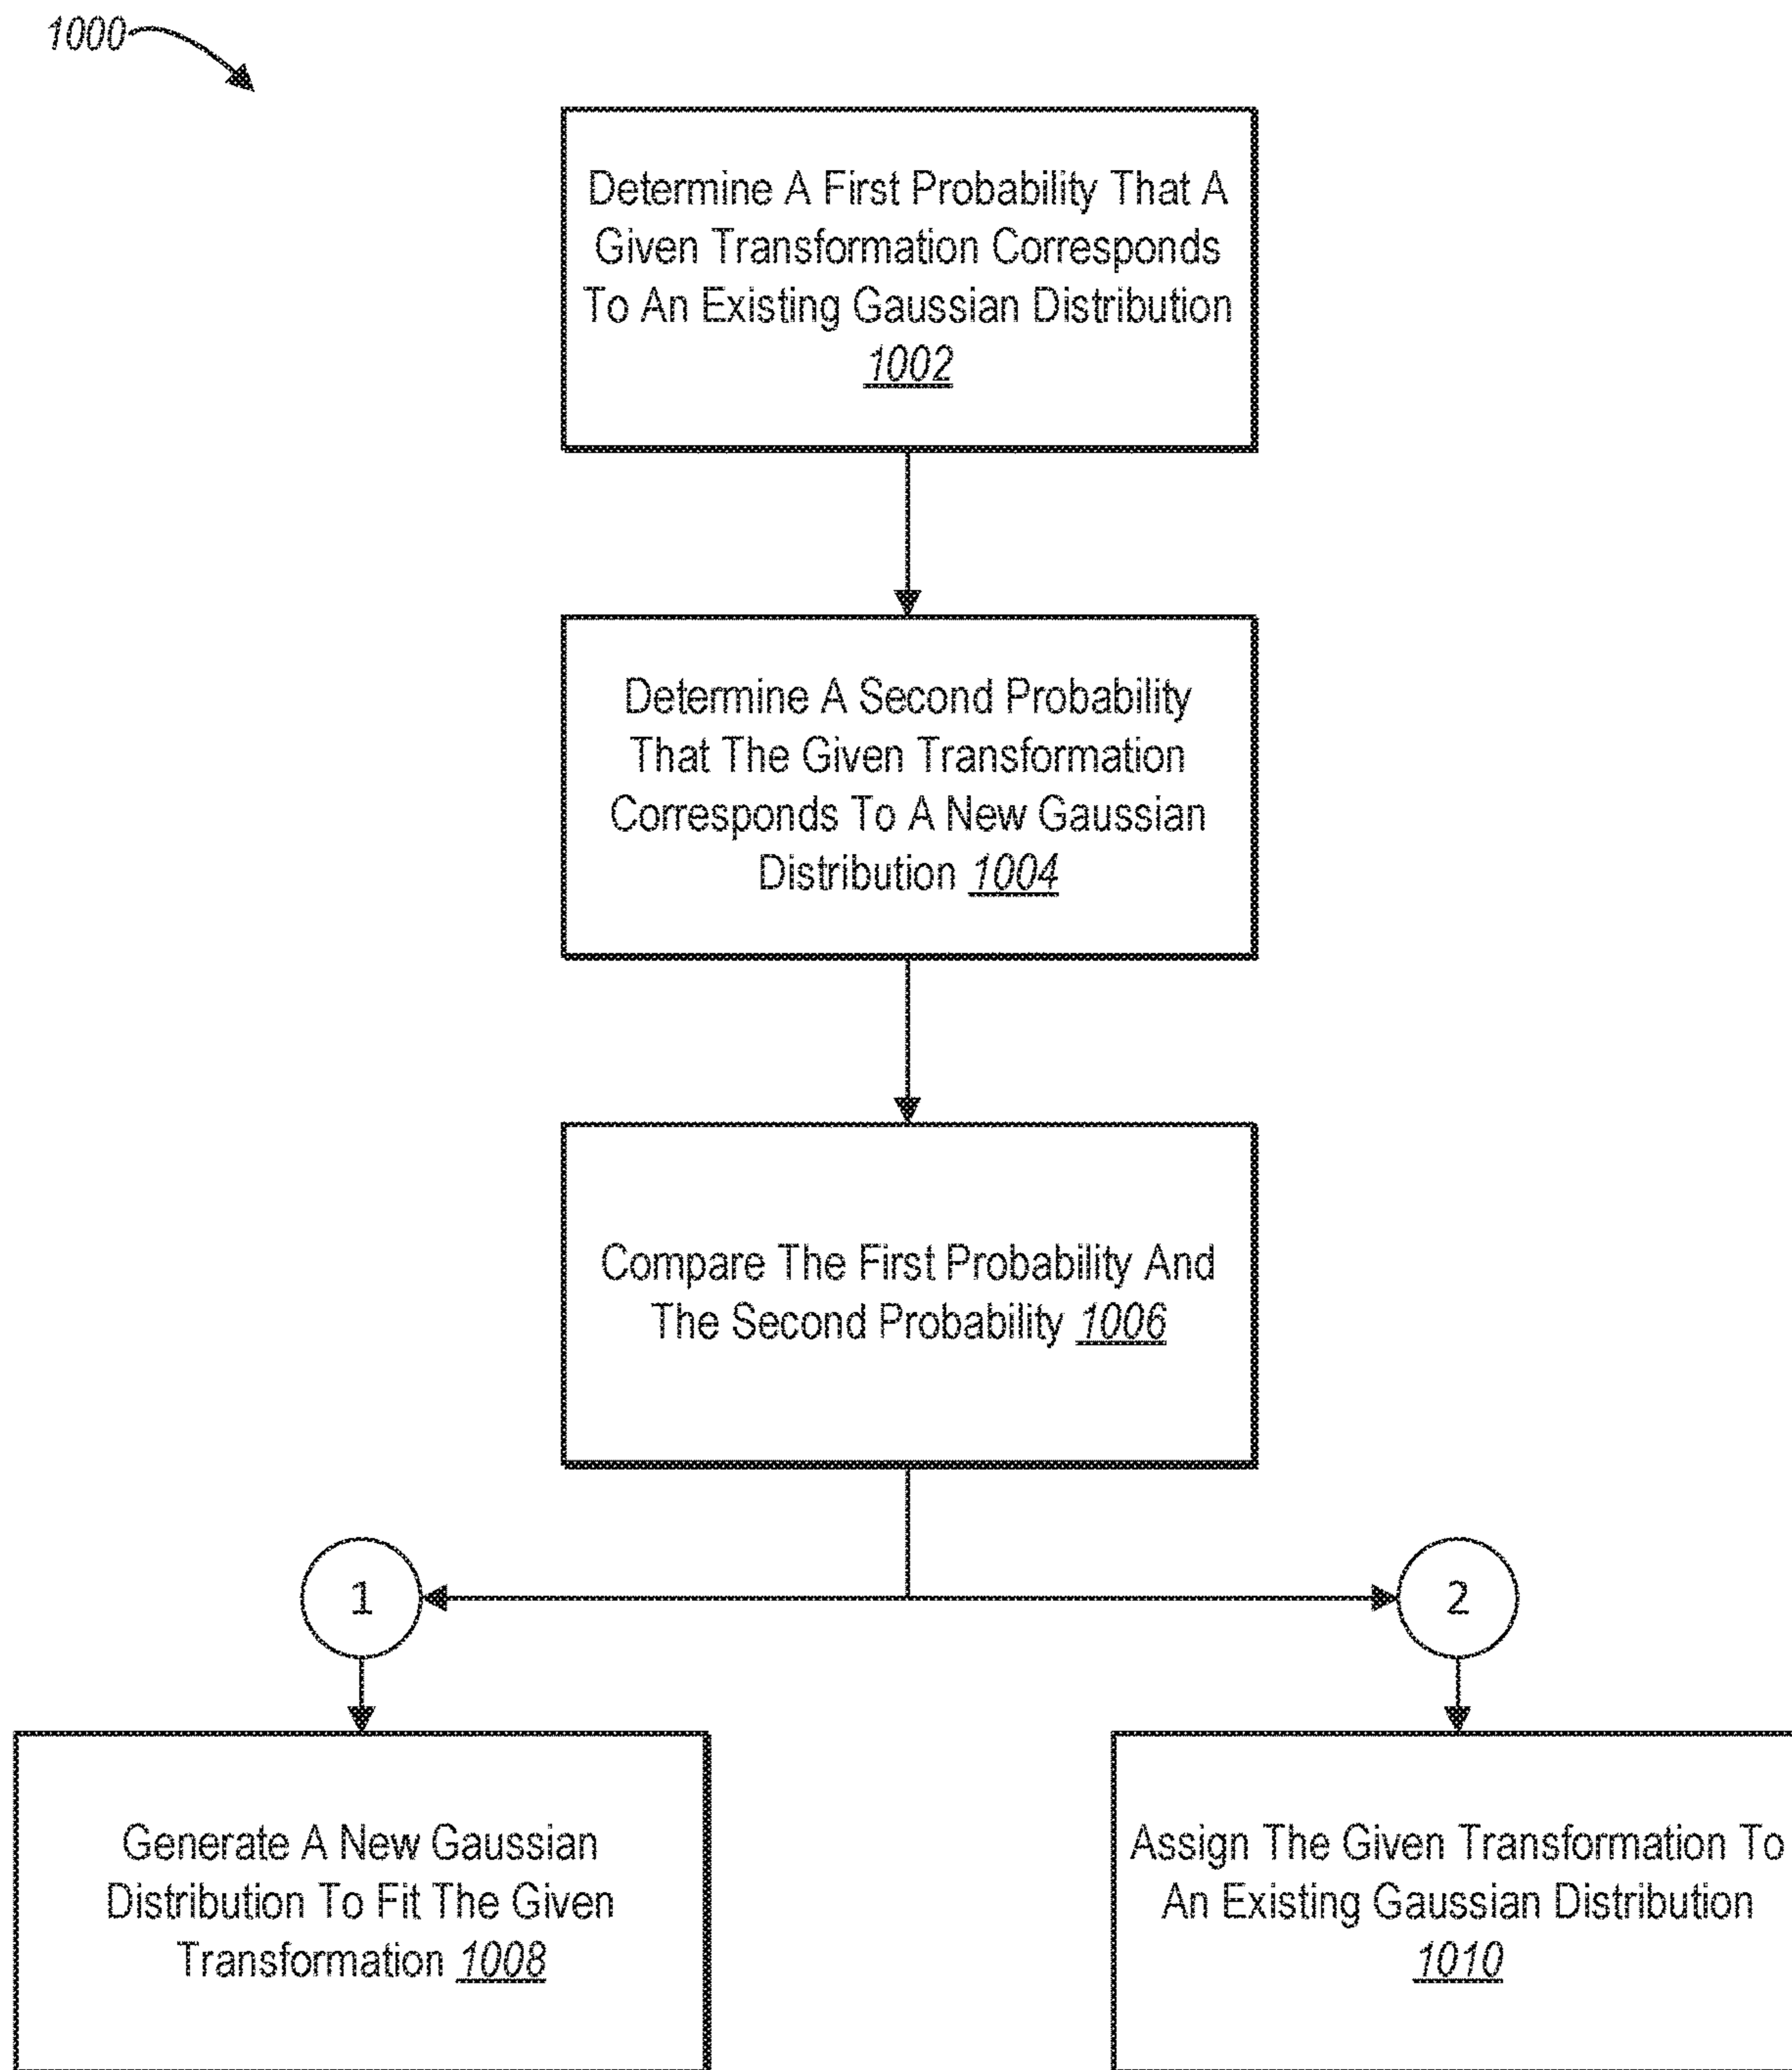 1000
Determine A First Probability That A
Given Transformation Corresponds
To An Existing Gaussian Distribution
1002
Determine A Second Probability
That The Given Transformation
Corresponds To A New Gaussian
Distribution 1004
Compare The First Probability And
The Second Probability 1006
1
2
Generate A New Gaussian
Distribution To Fit The Given
Transformation 1008
Assign The Given Transformation To
An Existing Gaussian Distribution
1010